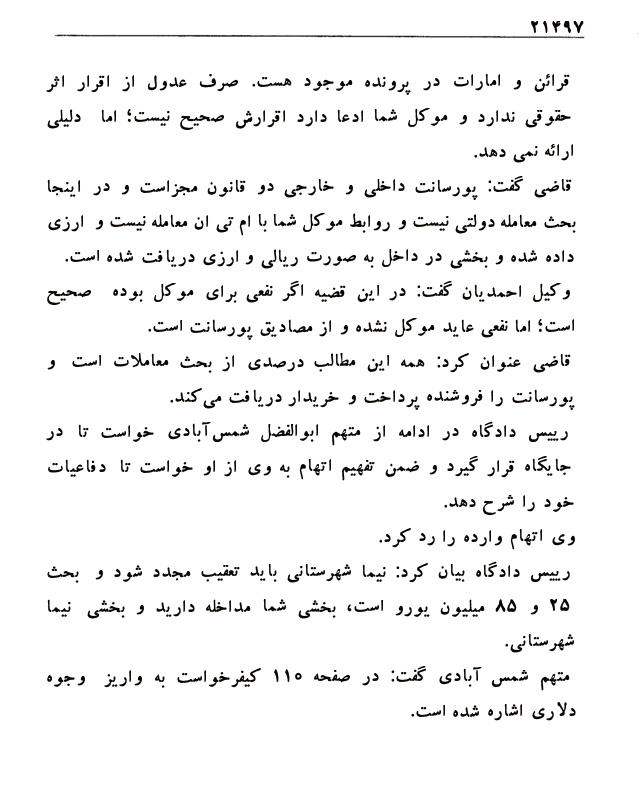 ۲۱۴۹۷
قرائن و امارات در پرونده موجود هست. صرف عدول از اقرار اثر
حقوقی ندارد و موکل شما ادعا دارد اقرارش صحیح نیست؛ اما دلیلی
ارائه نمی دهد.
قاضی گفت: پورسانت داخلی و خارجی دو قانون مجزاست و در اینجا
بحث معامله دولتی نیست و روابط موکل شما با ام تی ان معامله نیست و ارزی
داده شده و بخشی در داخل به صورت ریالی و ارزی دریافت شده است.
وکیل احمدیان گفت: در این قضیه اگر نفعی برای موکل بوده صحیح
است؛ اما نفعی عاید موکل نشده و از مصادیق پورسانت است.
قاضی عنوان کرد: همه این مطالب درصدی از بحث معاملات است و
پورسانت را فروشنده پرداخت و خریدار دریافت می‌کند.
رییس دادگاه در ادامه از متهم ابوالفضل شمس‌آبادی خواست تا در
جایگاه قرار گیرد و ضمن تفهیم اتهام به وی از او خواست تا دفاعیات
خود را شرح دهد.
وی اتهام وارده را رد کرد.
رییس دادگاه بیان کرد: نیما شهرستانی باید تعقیب مجدد شود و بحث
۲۵ و ۸۵ میلیون یورو است، بخشی شما مداخله دارید و بخشی نیما
شهرستانی.
متهم شمس آبادی گفت: در صفحه ۱۱۰ کیفرخواست به واریز وجوه
دلاری اشاره شده است.